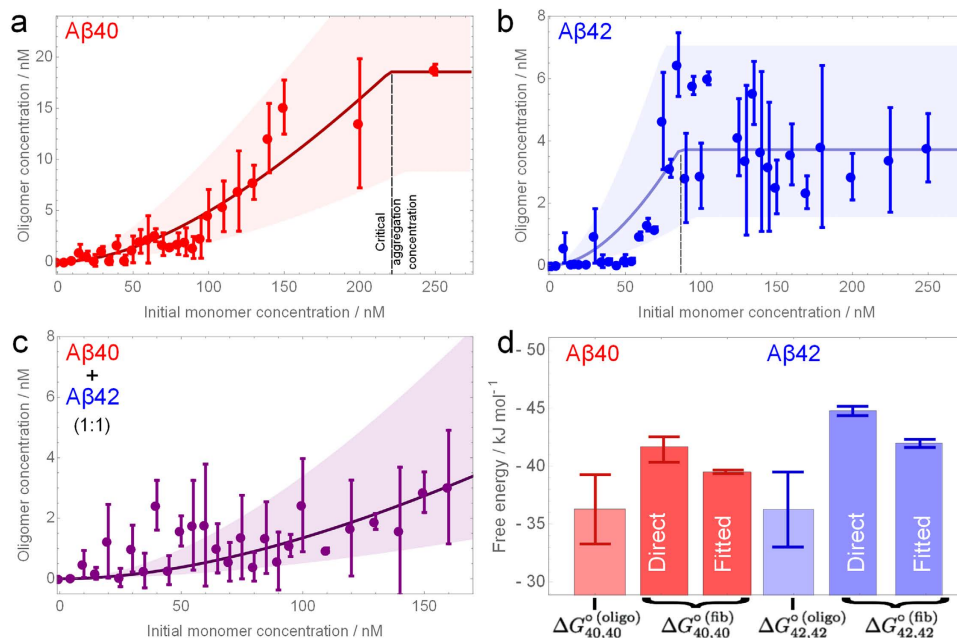 a
Aβ40
Oligomer concentration / nM
20
15
10
5
0
Critical
aggregation
concentration
0 50 100 150 200 250
Initial monomer concentration / nM
b
Aβ42
Oligomer concentration / nM
8
6
4
2
0
0 50 100 150 200 250
Initial monomer concentration / nM
c
Aβ40
+
Aβ42
(1:1)
Oligomer concentration / nM
8
6
4
2
0
0 50 100 150
Initial monomer concentration / nM
d
Aβ40
Aβ42
Free energy / kJ mol⁻¹
- 50
- 45
- 40
- 35
- 30
Direct
Fitted
Direct
Fitted
ΔG°₄₀,₄₀ (oligo) ΔG°₄₀,₄₀ (fib) ΔG°₄₂,₄₂ (oligo) ΔG°₄₂,₄₂ (fib)